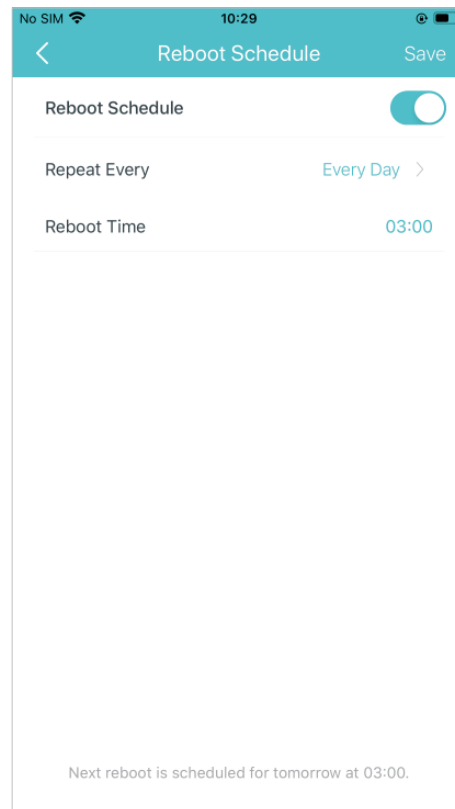 No SIM 10:29
Reboot Schedule Save
Reboot Schedule
Repeat Every Every Day
Reboot Time 03:00
Next reboot is scheduled for tomorrow at 03:00.